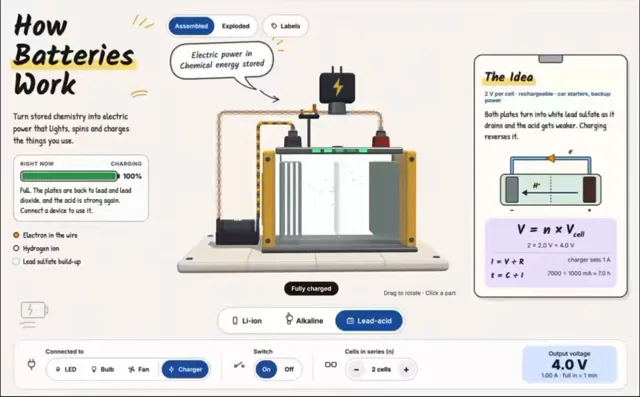 How
Batteries
Work
Turn stored chemistry into electric
power that lights, spins and charges
the things you use.
RIGHT NOW
CHARGING
100%
Full. The plates are back to lead and lead
dioxide, and the acid is strong again.
Connect a device to use it.
Electron in the wire
Hydrogen ion
Lead sulfate build-up
Assembled
Exploded
Labels
Electric power in
Chemical energy stored
Fully charged
Drag to rotate · Click a part
The Idea
2 V per cell · rechargeable · car starters, backup
power
Both plates turn into white lead sulfate as it
drains and the acid gets weaker. Charging
reverses it.
e⁻
H⁺
−
+
V = n × Vcell
2 × 2.0 V = 4.0 V
I = V ÷ R
charger sets 1 A
t = C ÷ I
7000 ÷ 1000 mA = 7.0 h
Li-ion
Alkaline
Lead-acid
Connected to
LED
Bulb
Fan
Charger
Switch
On
Off
Cells in series (n)
− 2 cells +
Output voltage
4.0 V
1.00 A · full in ≈ 1 min